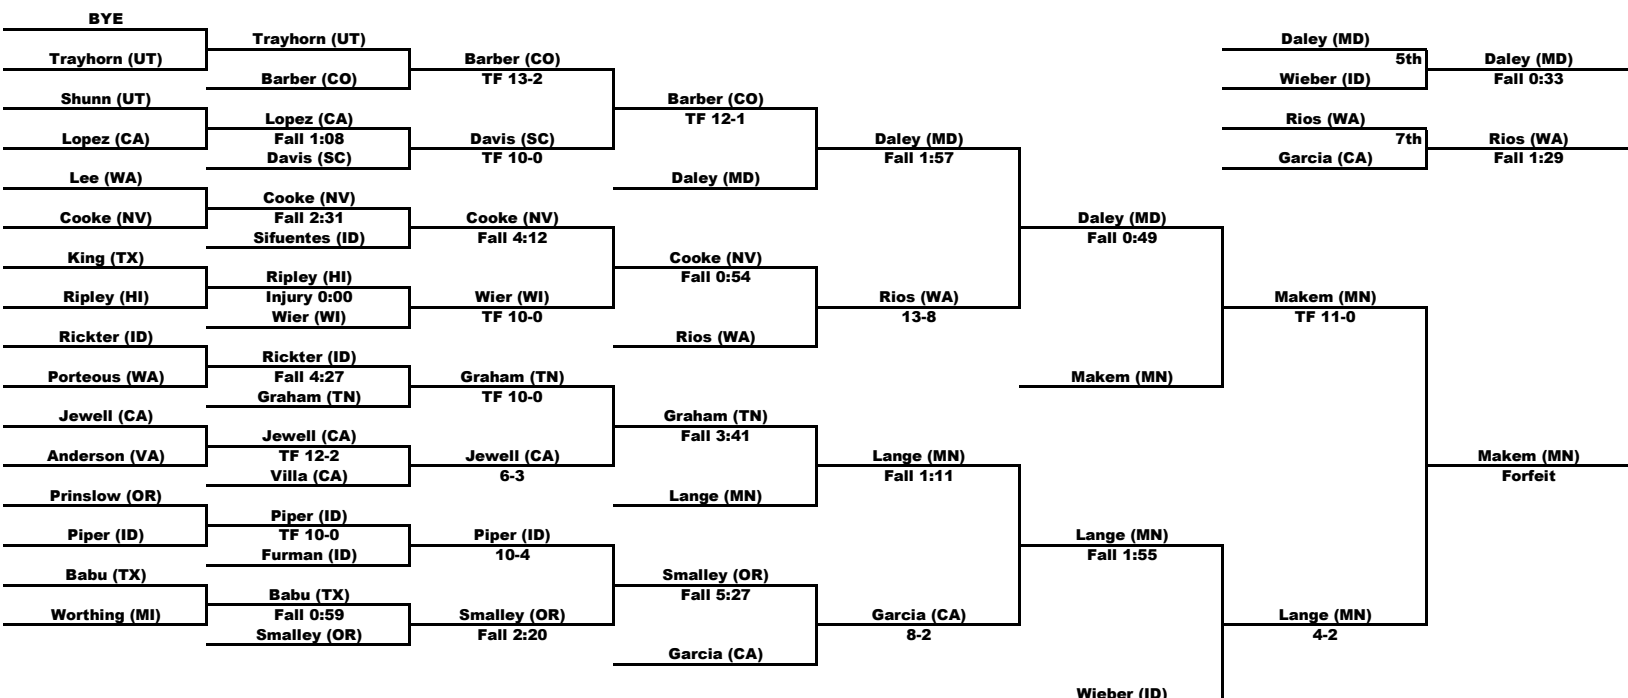 BYE
Trayhorn (UT)
Shunn (UT)
Lopez (CA)
Lee (WA)
Cooke (NV)
King (TX)
Ripley (HI)
Rickter (ID)
Porteous (WA)
Jewell (CA)
Anderson (VA)
Prinslow (OR)
Piper (ID)
Babu (TX)
Worthing (MI)
Trayhorn (UT)
Barber (CO)
Lopez (CA)
Fall 1:08
Davis (SC)
Cooke (NV)
Fall 2:31
Sifuentes (ID)
Ripley (HI)
Injury 0:00
Wier (WI)
Rickter (ID)
Fall 4:27
Graham (TN)
Jewell (CA)
TF 12-2
Villa (CA)
Piper (ID)
TF 10-0
Furman (ID)
Babu (TX)
Fall 0:59
Smalley (OR)
Barber (CO)
TF 13-2
Davis (SC)
TF 10-0
Cooke (NV)
Fall 4:12
Wier (WI)
TF 10-0
Graham (TN)
TF 10-0
Jewell (CA)
6-3
Piper (ID)
10-4
Smalley (OR)
Fall 2:20
Barber (CO)
TF 12-1
Daley (MD)
Cooke (NV)
Fall 0:54
Rios (WA)
Graham (TN)
Fall 3:41
Lange (MN)
Smalley (OR)
Fall 5:27
Garcia (CA)
Daley (MD)
Fall 1:57
Rios (WA)
13-8
Lange (MN)
Fall 1:11
Garcia (CA)
8-2
Daley (MD)
Fall 0:49
Makem (MN)
Lange (MN)
Fall 1:55
Wieber (ID)
Daley (MD)
5th
Wieber (ID)
Rios (WA)
7th
Garcia (CA)
Makem (MN)
TF 11-0
Lange (MN)
4-2
Daley (MD)
Fall 0:33
Rios (WA)
Fall 1:29
Makem (MN)
Forfeit